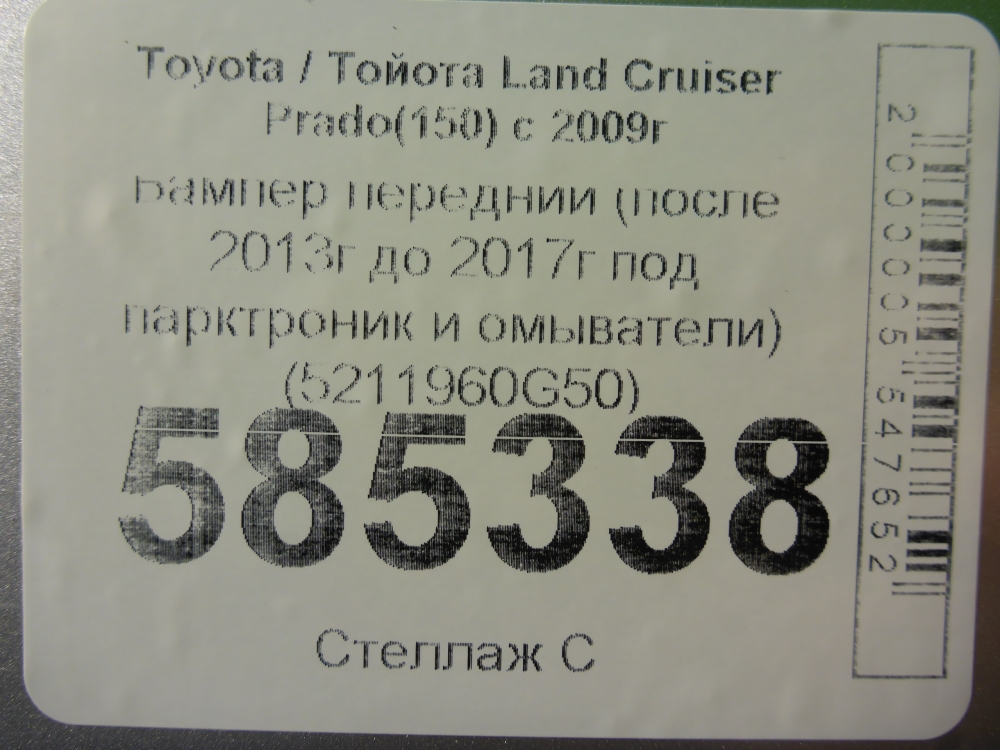 Toyota / Тойота Land Cruiser
Prado(150) с 2009г
Бампер передний (после
2013г до 2017г под
парктроник и омыватели)
(5211960G50)
585338
Стеллаж С
2000005547652